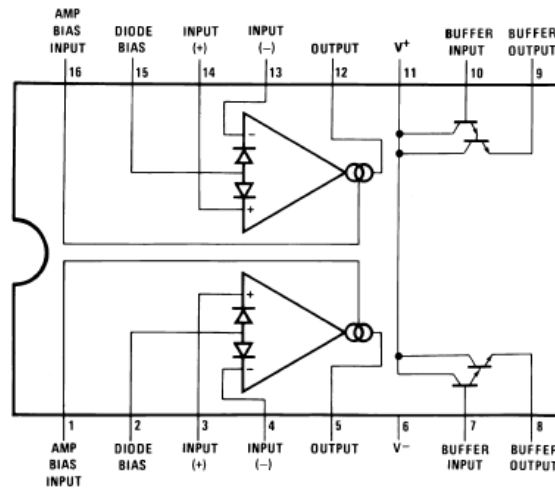 AMP
BIAS
INPUT
DIODE
BIAS
INPUT
(+)
INPUT
(−)
OUTPUT
V+
BUFFER
INPUT
BUFFER
OUTPUT
16 15 14 13 12 11 10 9
−
+
+
−
1 2 3 4 5 6 7 8
AMP
BIAS
INPUT
DIODE
BIAS
INPUT
(+)
INPUT
(−)
OUTPUT
V−
BUFFER
INPUT
BUFFER
OUTPUT